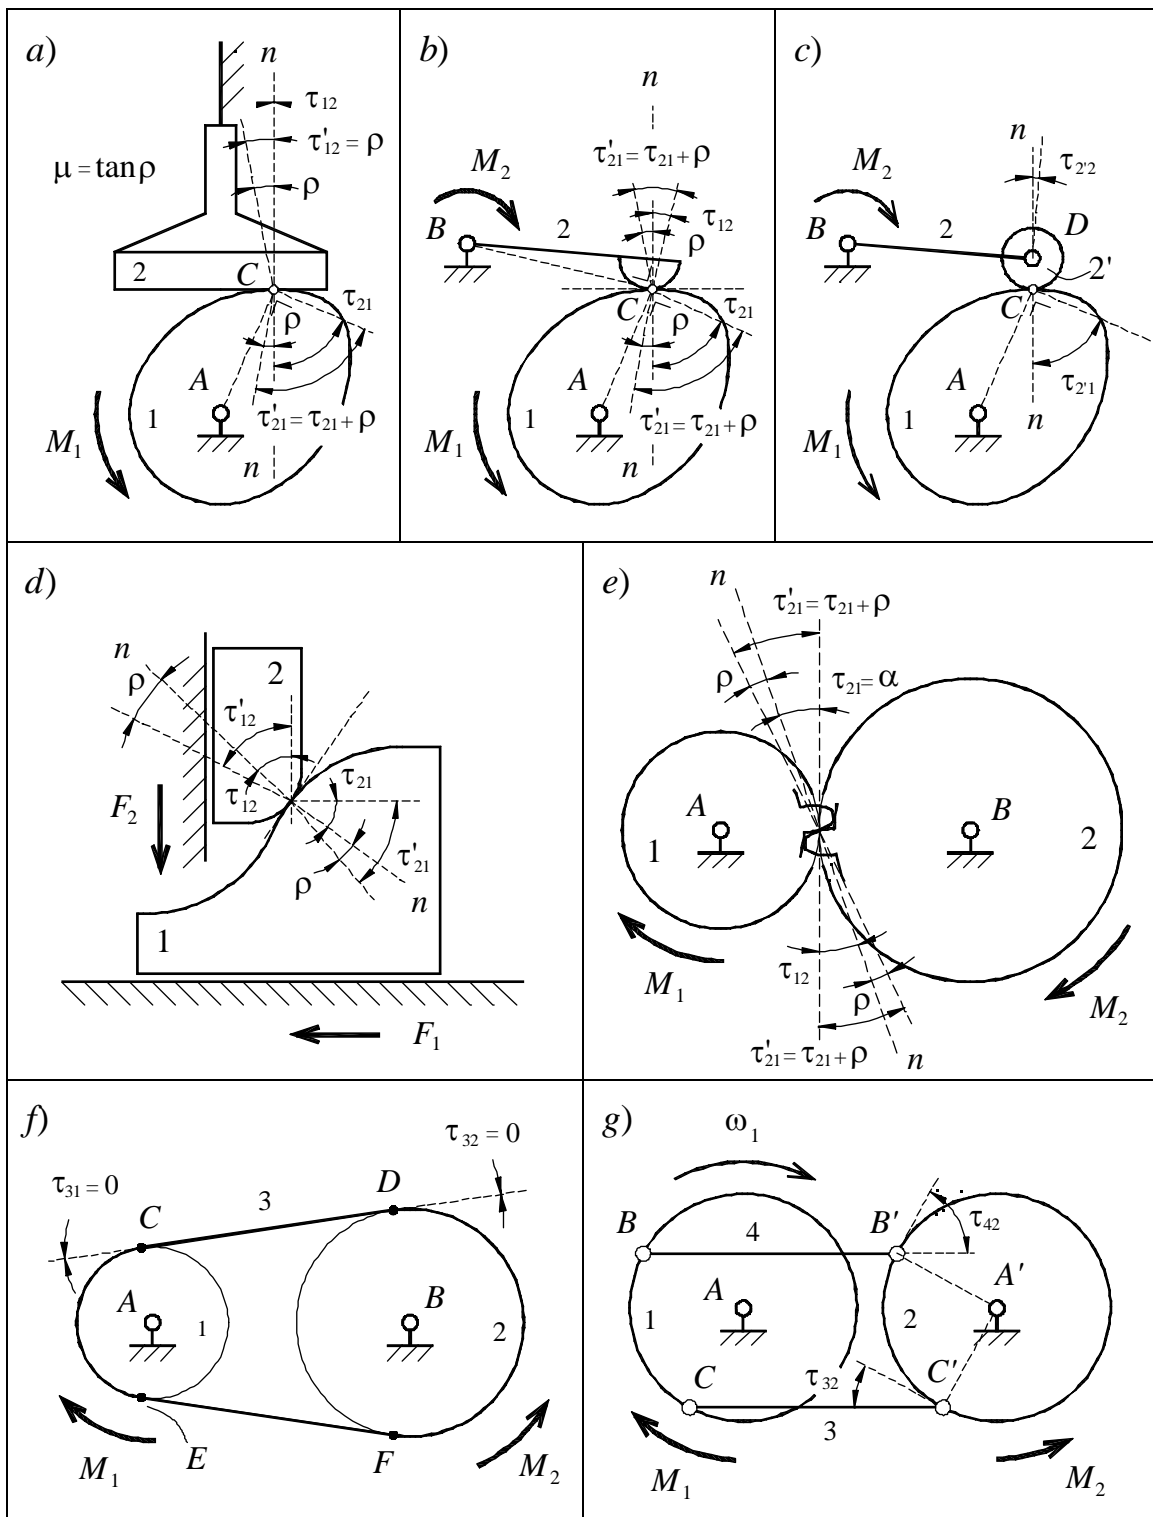 a)
n
τ12
τ'12 = ρ
μ = tanρ
ρ
2
C
τ21
ρ
A
1
τ'21 = τ21 + ρ
M1
n
b)
n
τ'21 = τ21 + ρ
M2
τ12
B
2
ρ
C
τ21
ρ
A
1
τ'21 = τ21 + ρ
M1
n
c)
n
τ2'2
M2
B
2
D
2'
C
A
τ2'1
1
n
M1
d)
n
2
ρ
τ'12
τ21
F2
τ12
τ'21
ρ
n
1
F1
e)
n
τ'21 = τ21 + ρ
ρ
τ21 = α
A
B
1
2
τ12
M1
ρ
M2
τ'21 = τ21 + ρ
n
f)
τ32 = 0
τ31 = 0
3
D
C
A
B
1
2
M1
E
F
M2
g)
ω1
B
4
B'
τ42
A
A'
1
2
C
τ32
C'
3
M1
M2